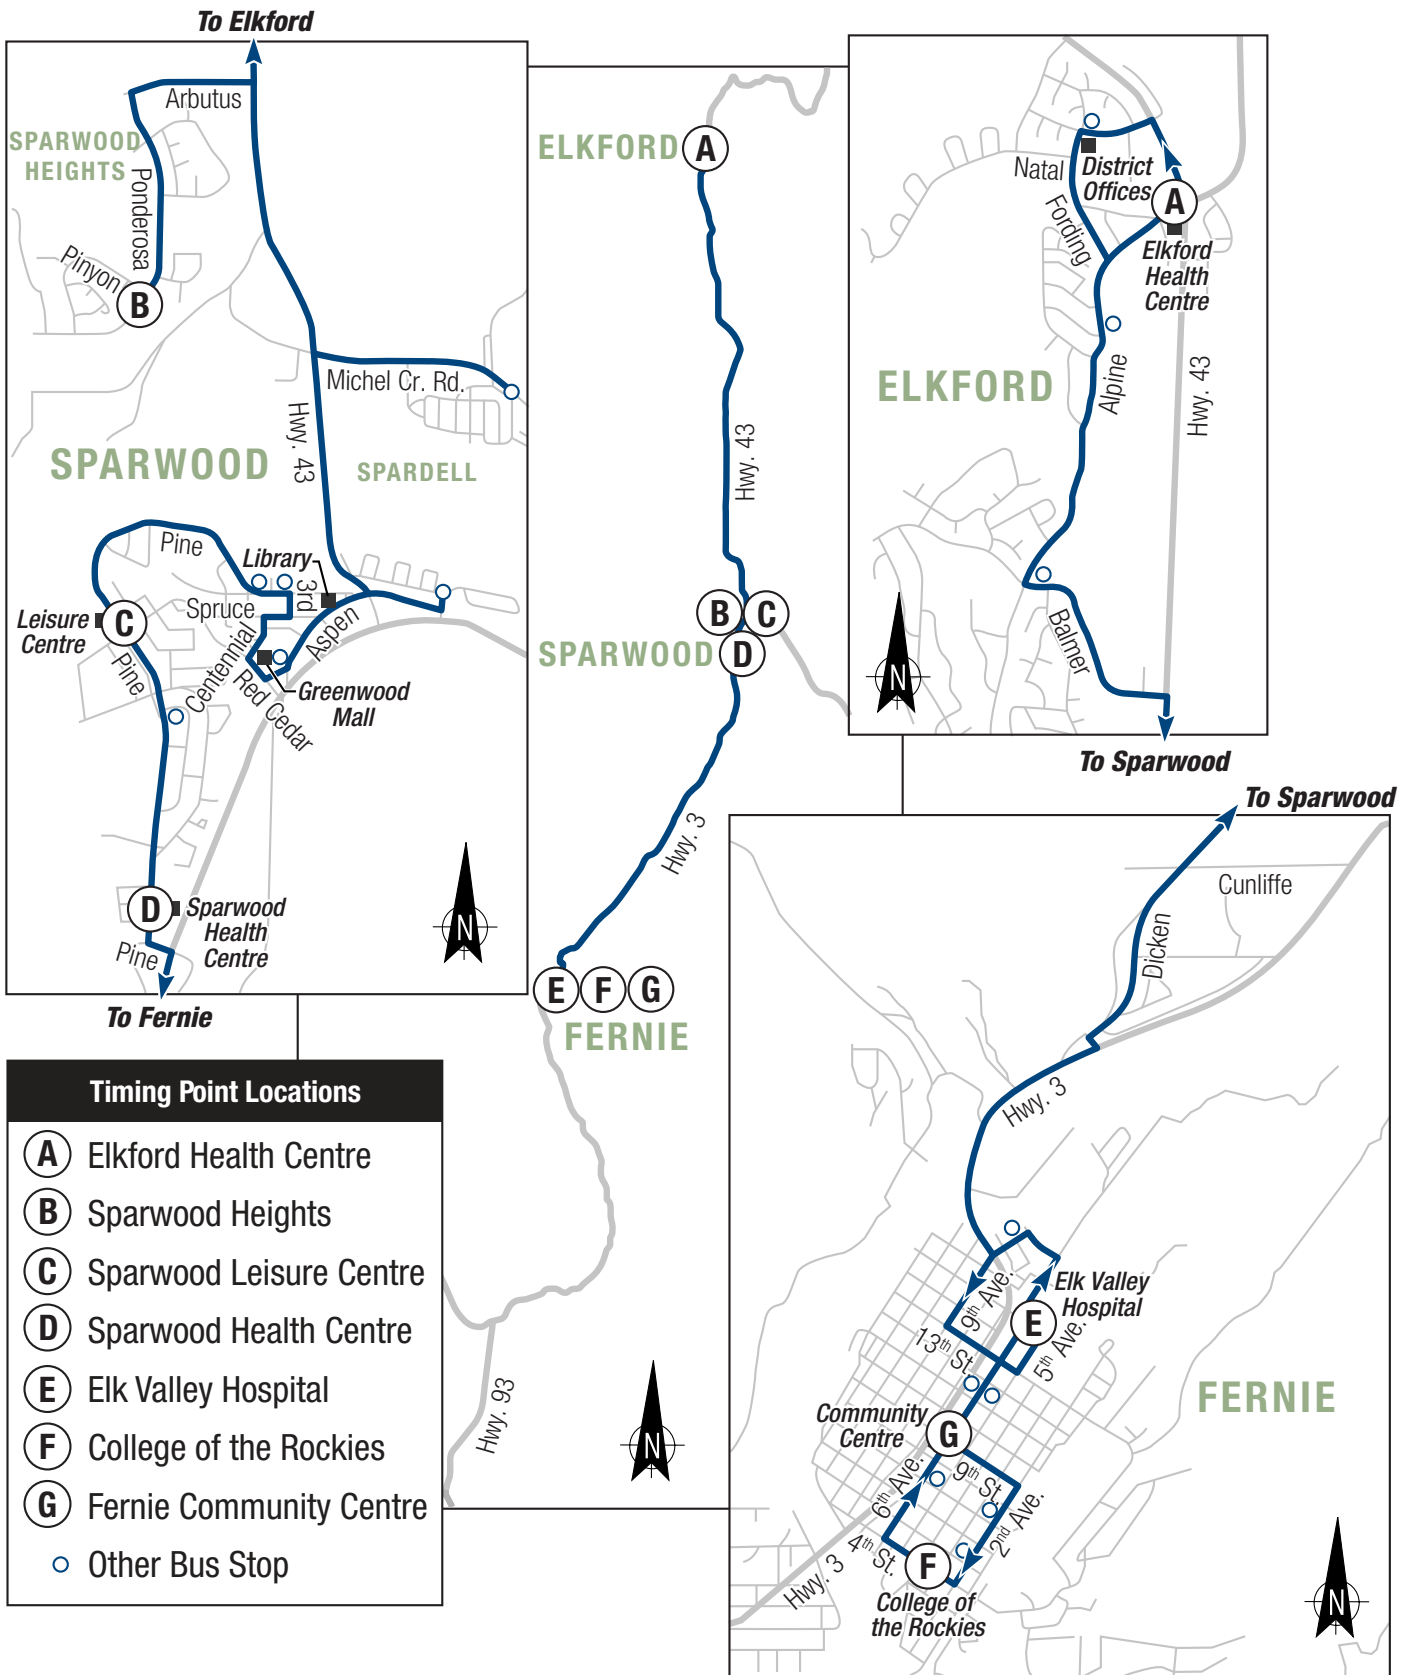 To Elkford
Arbutus
SPARWOOD
HEIGHTS
Ponderosa
Pinyon
B
Michel Cr. Rd.
Hwy. 43
SPARWOOD
SPARDELL
Pine
Library
3rd
Spruce
Leisure
Centre
C
Aspen
Centennial
Pine
Red Cedar
Greenwood
Mall
D
Sparwood
Health
Centre
Pine
N
To Fernie
ELKFORD
A
Hwy. 43
B
C
SPARWOOD
D
Hwy. 3
E
F
G
FERNIE
Hwy. 93
N
Natal
District
Offices
A
Fording
Elkford
Health
Centre
ELKFORD
Alpine
Hwy. 43
Balmer
N
To Sparwood
To Sparwood
Cunliffe
Dicken
Hwy. 3
9th Ave.
Elk Valley
Hospital
E
13th St.
5th Ave.
FERNIE
Community
Centre
G
9th St.
6th Ave.
2nd Ave.
4th St.
F
Hwy. 3
College of
the Rockies
N
Timing Point Locations
A Elkford Health Centre
B Sparwood Heights
C Sparwood Leisure Centre
D Sparwood Health Centre
E Elk Valley Hospital
F College of the Rockies
G Fernie Community Centre
Other Bus Stop